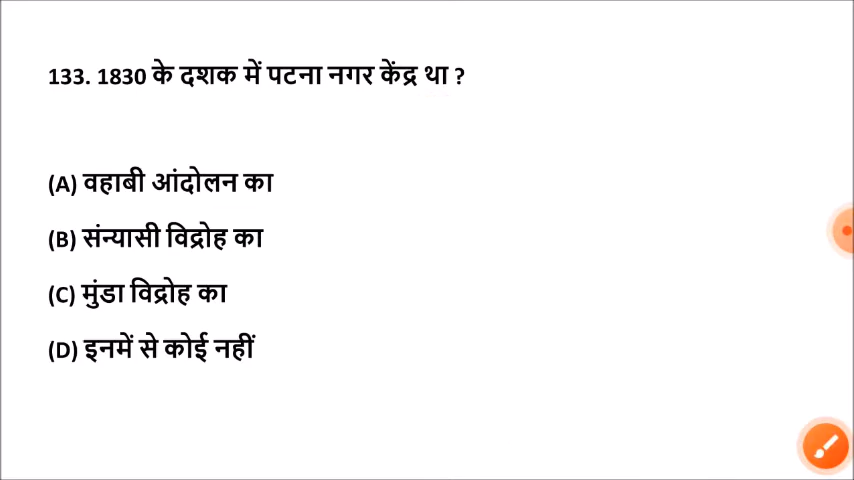 133. 1830 के दशक में पटना नगर केंद्र था ?
(A) वहाबी आंदोलन का
(B) संन्यासी विद्रोह का
(C) मुंडा विद्रोह का
(D) इनमें से कोई नहीं